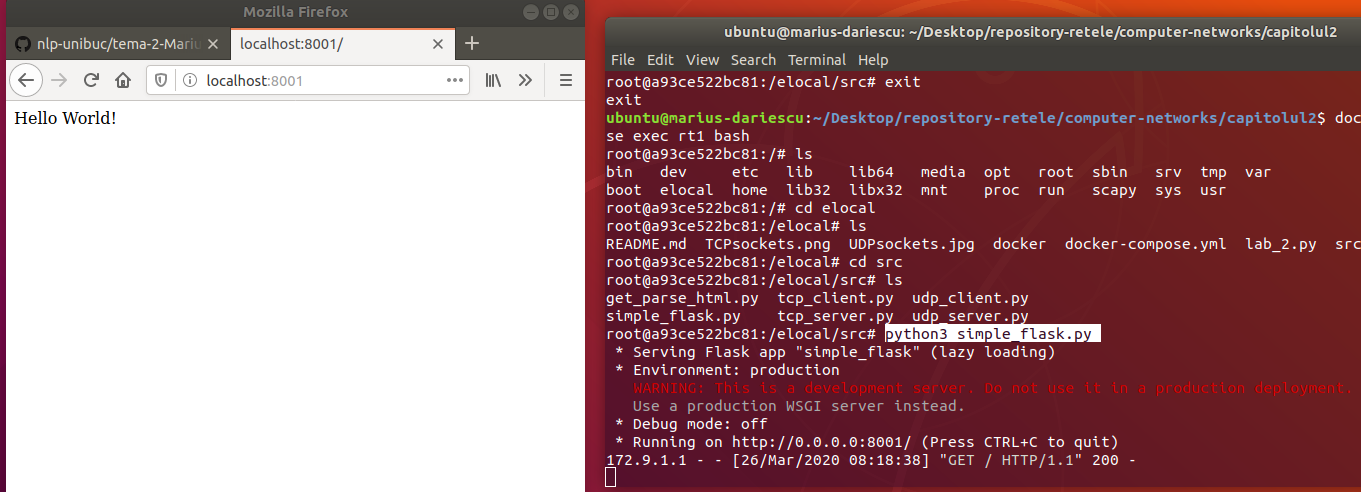 Mozilla Firefox
nlp-unibuc/tema-2-Mariu
localhost:8001/
localhost:8001
Hello World!
ubuntu@marius-dariescu: ~/Desktop/repository-retele/computer-networks/capitolul2
File Edit View Search Terminal Help
root@a93ce522bc81:/elocal/src# exit
exit
ubuntu@marius-dariescu:~/Desktop/repository-retele/computer-networks/capitolul2$ doc
se exec rt1 bash
root@a93ce522bc81:/# ls
bin dev etc lib lib64 media opt root sbin srv tmp var
boot elocal home lib32 libx32 mnt proc run scapy sys usr
root@a93ce522bc81:/# cd elocal
root@a93ce522bc81:/elocal# ls
README.md TCPsockets.png UDPsockets.jpg docker docker-compose.yml lab_2.py src
root@a93ce522bc81:/elocal# cd src
root@a93ce522bc81:/elocal/src# ls
get_parse_html.py tcp_client.py udp_client.py
simple_flask.py tcp_server.py udp_server.py
root@a93ce522bc81:/elocal/src# python3 simple_flask.py
* Serving Flask app "simple_flask" (lazy loading)
* Environment: production
WARNING: This is a development server. Do not use it in a production deployment.
Use a production WSGI server instead.
* Debug mode: off
* Running on http://0.0.0.0:8001/ (Press CTRL+C to quit)
172.9.1.1 - - [26/Mar/2020 08:18:38] "GET / HTTP/1.1" 200 -